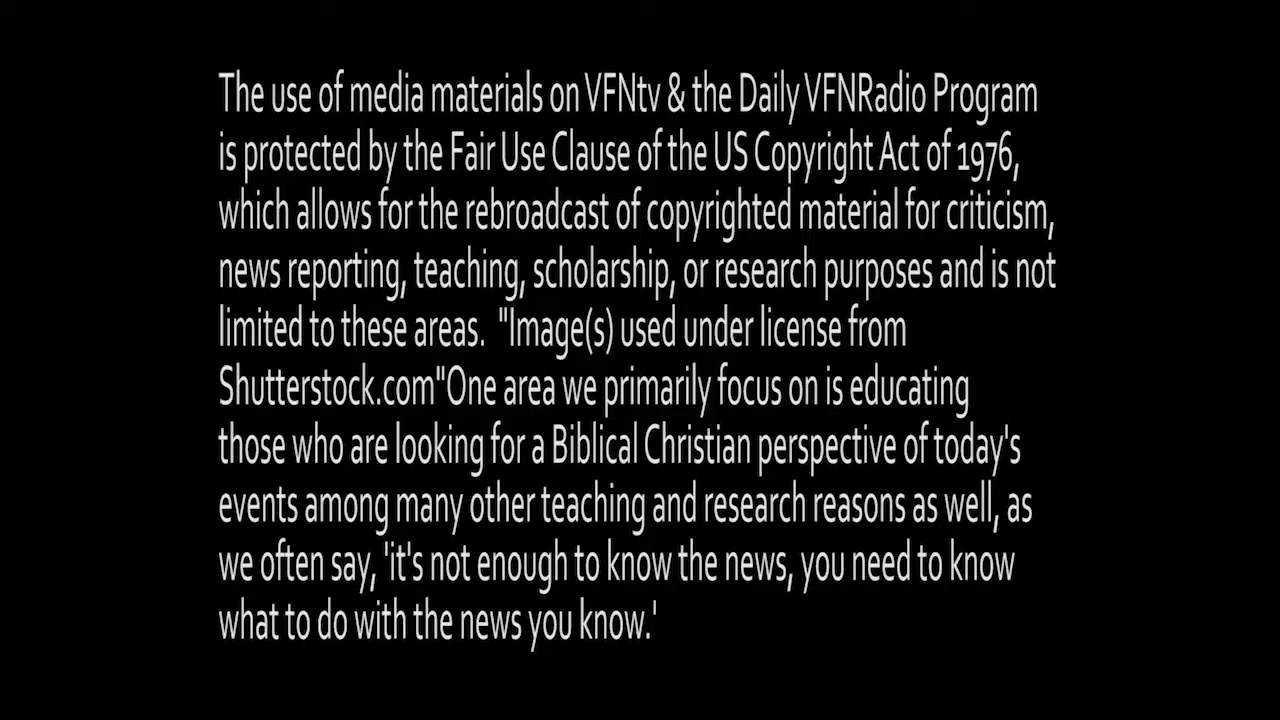 The use of media materials on VFNtv & the Daily VFNRadio Program
is protected by the Fair Use Clause of the US Copyright Act of 1976,
which allows for the rebroadcast of copyrighted material for criticism,
news reporting, teaching, scholarship, or research purposes and is not
limited to these areas.  "Image(s) used under license from
Shutterstock.com"One area we primarily focus on is educating
those who are looking for a Biblical Christian perspective of today's
events among many other teaching and research reasons as well, as
we often say, 'it's not enough to know the news, you need to know
what to do with the news you know.'